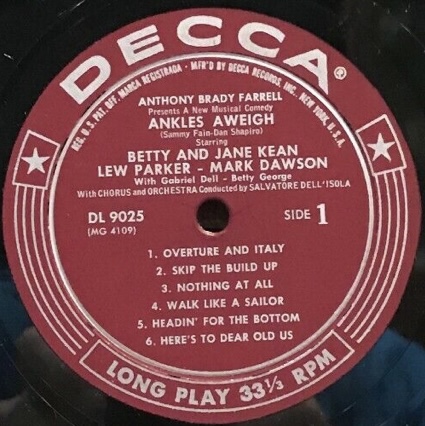 DECCA®
REG. U.S. PAT. OFF. MARCA REGISTRADA • MFR'D BY DECCA RECORDS, INC., NEW YORK, U.S.A.
ANTHONY BRADY FARRELL
Presents A New Musical Comedy
ANKLES AWEIGH
(Sammy Fain-Dan Shapiro)
Starring
BETTY AND JANE KEAN
LEW PARKER - MARK DAWSON
With Gabriel Dell - Betty George
With CHORUS and ORCHESTRA Conducted by SALVATORE DELL'ISOLA
DL 9025 SIDE 1
(MG 4109)
1. OVERTURE AND ITALY
2. SKIP THE BUILD UP
3. NOTHING AT ALL
4. WALK LIKE A SAILOR
5. HEADIN' FOR THE BOTTOM
6. HERE'S TO DEAR OLD US
LONG PLAY 33⅓ RPM